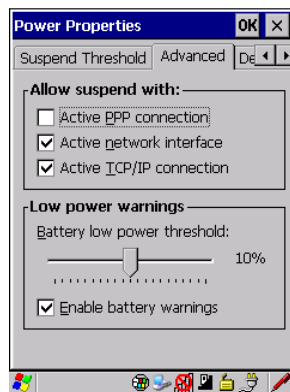 Power Properties OK
Suspend Threshold Advanced De
Allow suspend with:
Active PPP connection
Active network interface
Active TCP/IP connection
Low power warnings
Battery low power threshold:
10%
Enable battery warnings